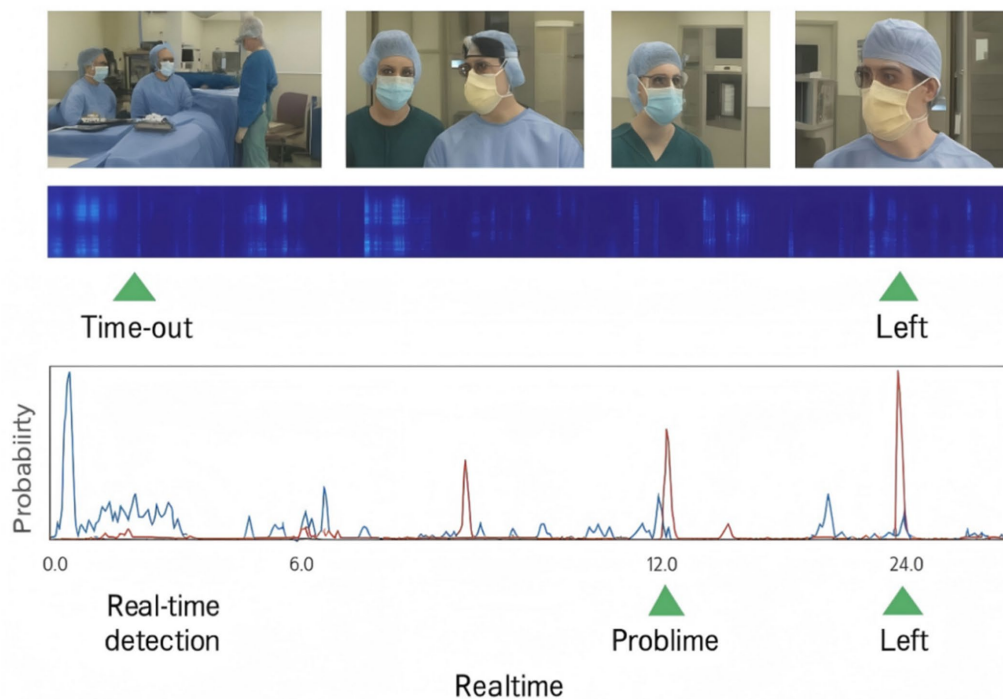 Time-out
Left
Probabiirty
0.0
6.0
12.0
24.0
Real-time
detection
Problime
Left
Realtime